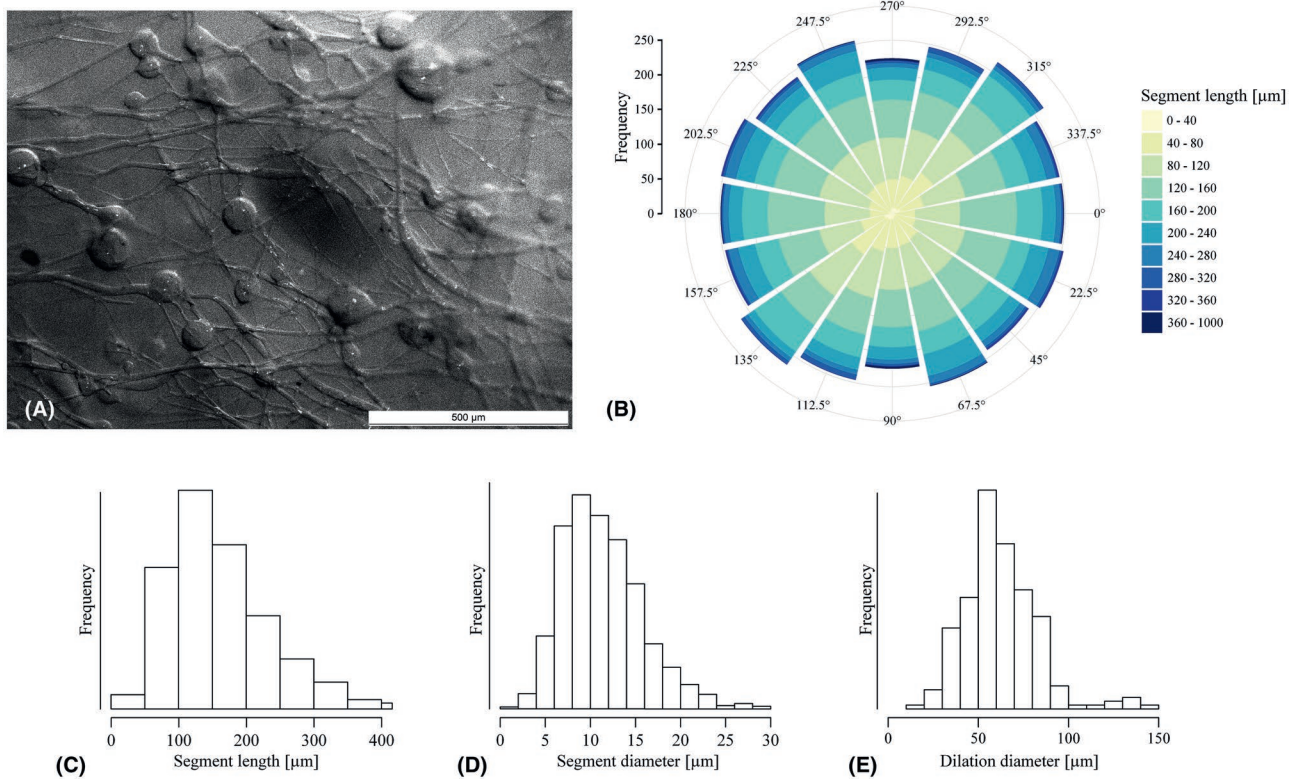 (A)
500 µm
(B)
Frequency
250
200
150
100
50
0
270°
292.5°
315°
337.5°
0°
22.5°
45°
67.5°
90°
112.5°
135°
157.5°
180°
202.5°
225°
247.5°
Segment length [µm]
0 - 40
40 - 80
80 - 120
120 - 160
160 - 200
200 - 240
240 - 280
280 - 320
320 - 360
360 - 1000
(C)
Frequency
0 100 200 300 400
Segment length [µm]
(D)
Frequency
0 5 10 15 20 25 30
Segment diameter [µm]
(E)
Frequency
0 50 100 150
Dilation diameter [µm]